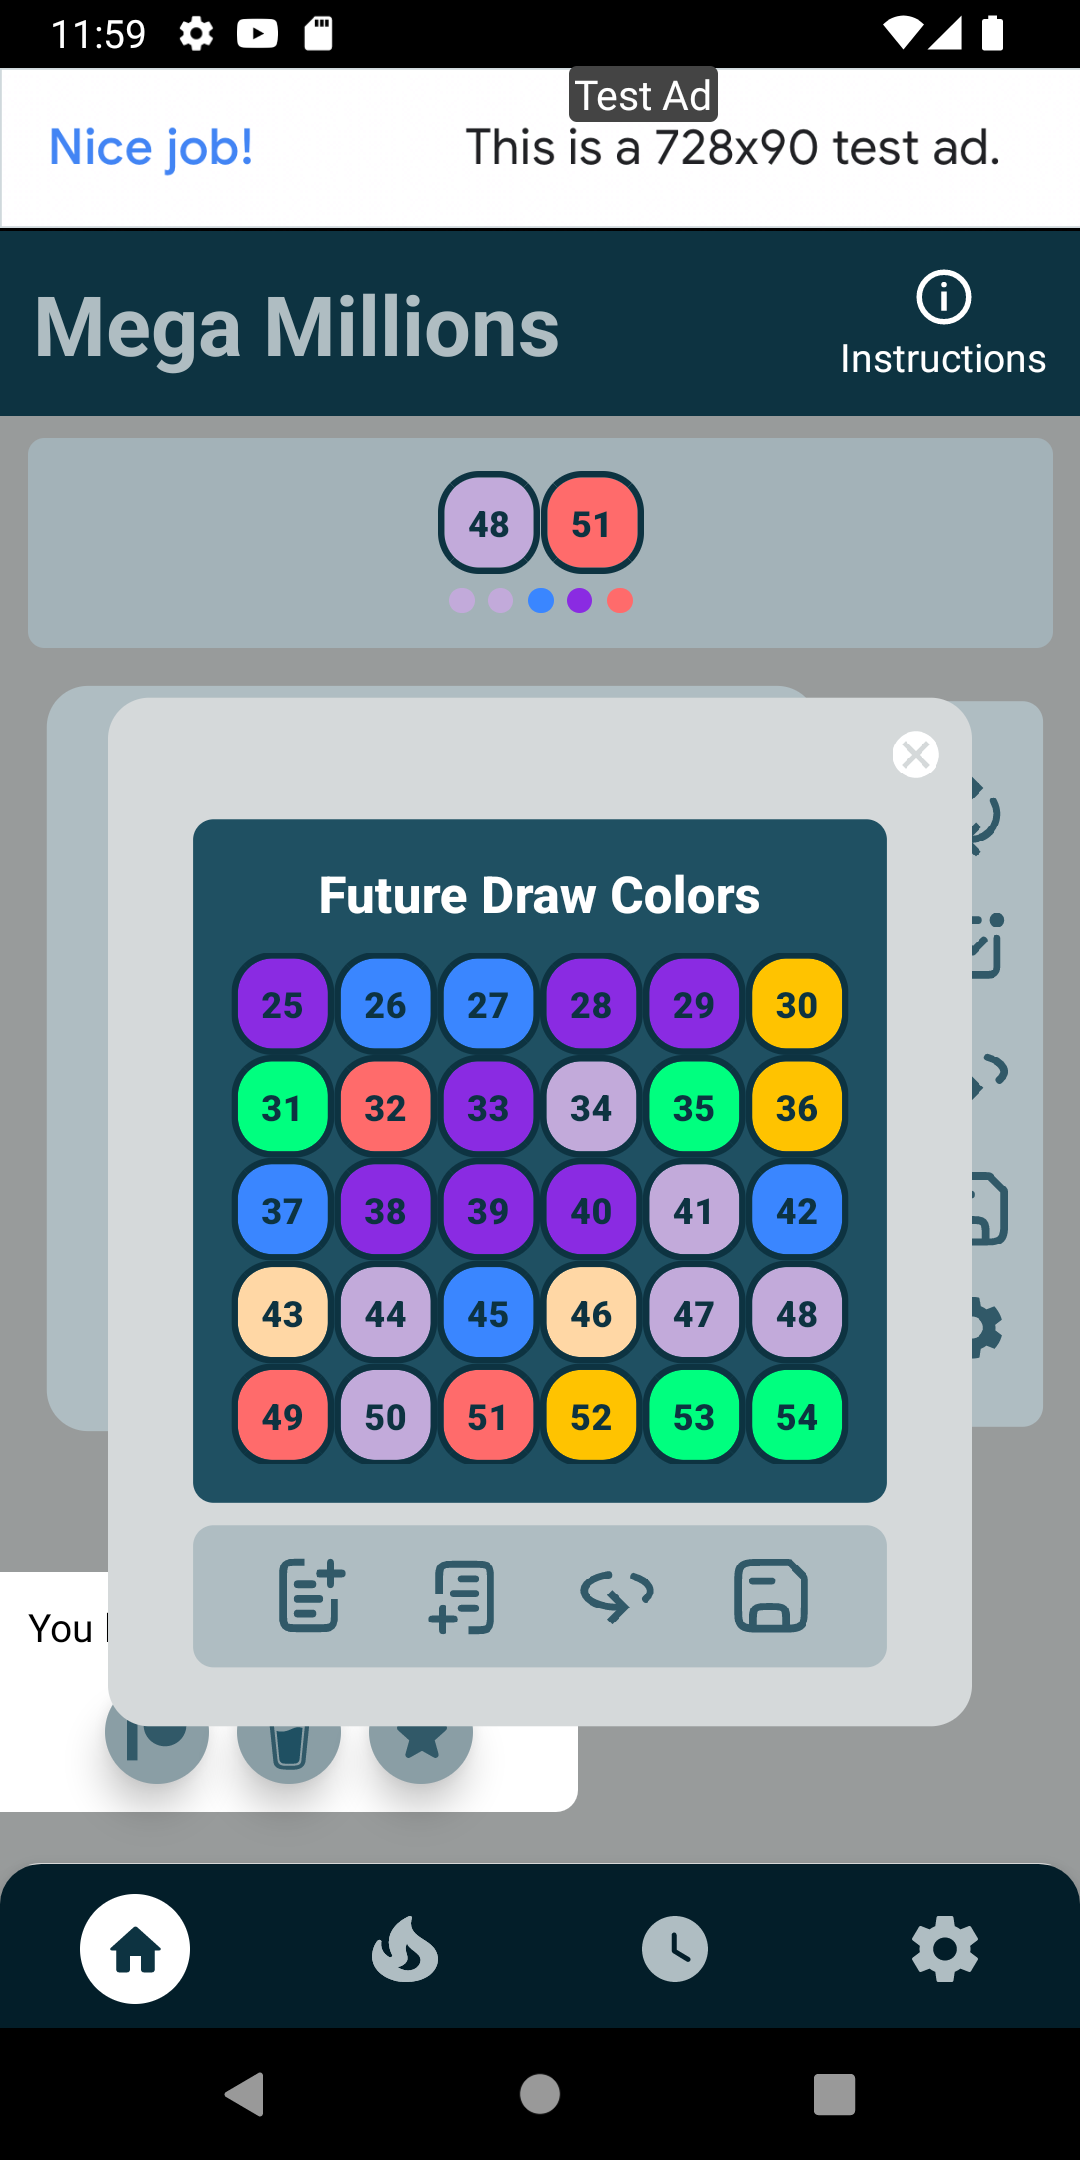 11:59
Test Ad
Nice job!
This is a 728x90 test ad.
Mega Millions
Instructions
48 51
Future Draw Colors
25 26 27 28 29 30
31 32 33 34 35 36
37 38 39 40 41 42
43 44 45 46 47 48
49 50 51 52 53 54
You